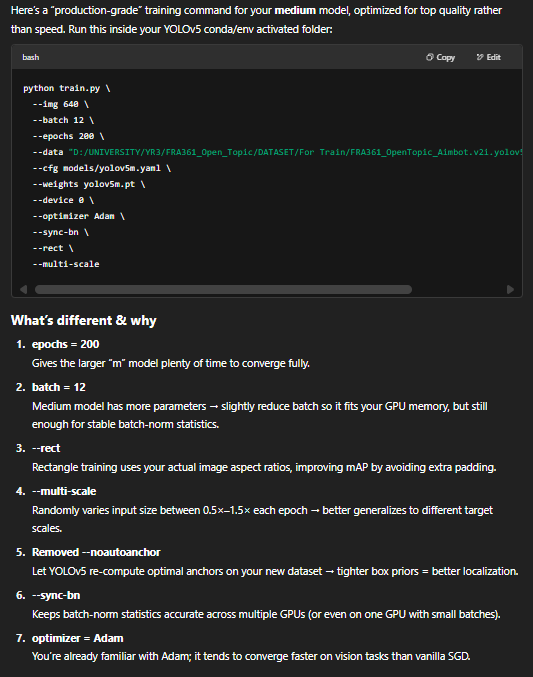 Here's a "production-grade" training command for your medium model, optimized for top quality rather
than speed. Run this inside your YOLOv5 conda/env activated folder:
bash
Copy
Edit
python train.py \
--img 640 \
--batch 12 \
--epochs 200 \
--data "D:/UNIVERSITY/YR3/FRA361_Open_Topic/DATASET/For Train/FRA361_OpenTopic_Aimbot.v2i.yolov5
--cfg models/yolov5m.yaml \
--weights yolov5m.pt \
--device 0 \
--optimizer Adam \
--sync-bn \
--rect \
--multi-scale
What's different & why
1. epochs = 200
Gives the larger "m" model plenty of time to converge fully.
2. batch = 12
Medium model has more parameters → slightly reduce batch so it fits your GPU memory, but still
enough for stable batch-norm statistics.
3. --rect
Rectangle training uses your actual image aspect ratios, improving mAP by avoiding extra padding.
4. --multi-scale
Randomly varies input size between 0.5×–1.5× each epoch → better generalizes to different target
scales.
5. Removed --noautoanchor
Let YOLOv5 re-compute optimal anchors on your new dataset → tighter box priors = better localization.
6. --sync-bn
Keeps batch-norm statistics accurate across multiple GPUs (or even on one GPU with small batches).
7. optimizer = Adam
You're already familiar with Adam; it tends to converge faster on vision tasks than vanilla SGD.